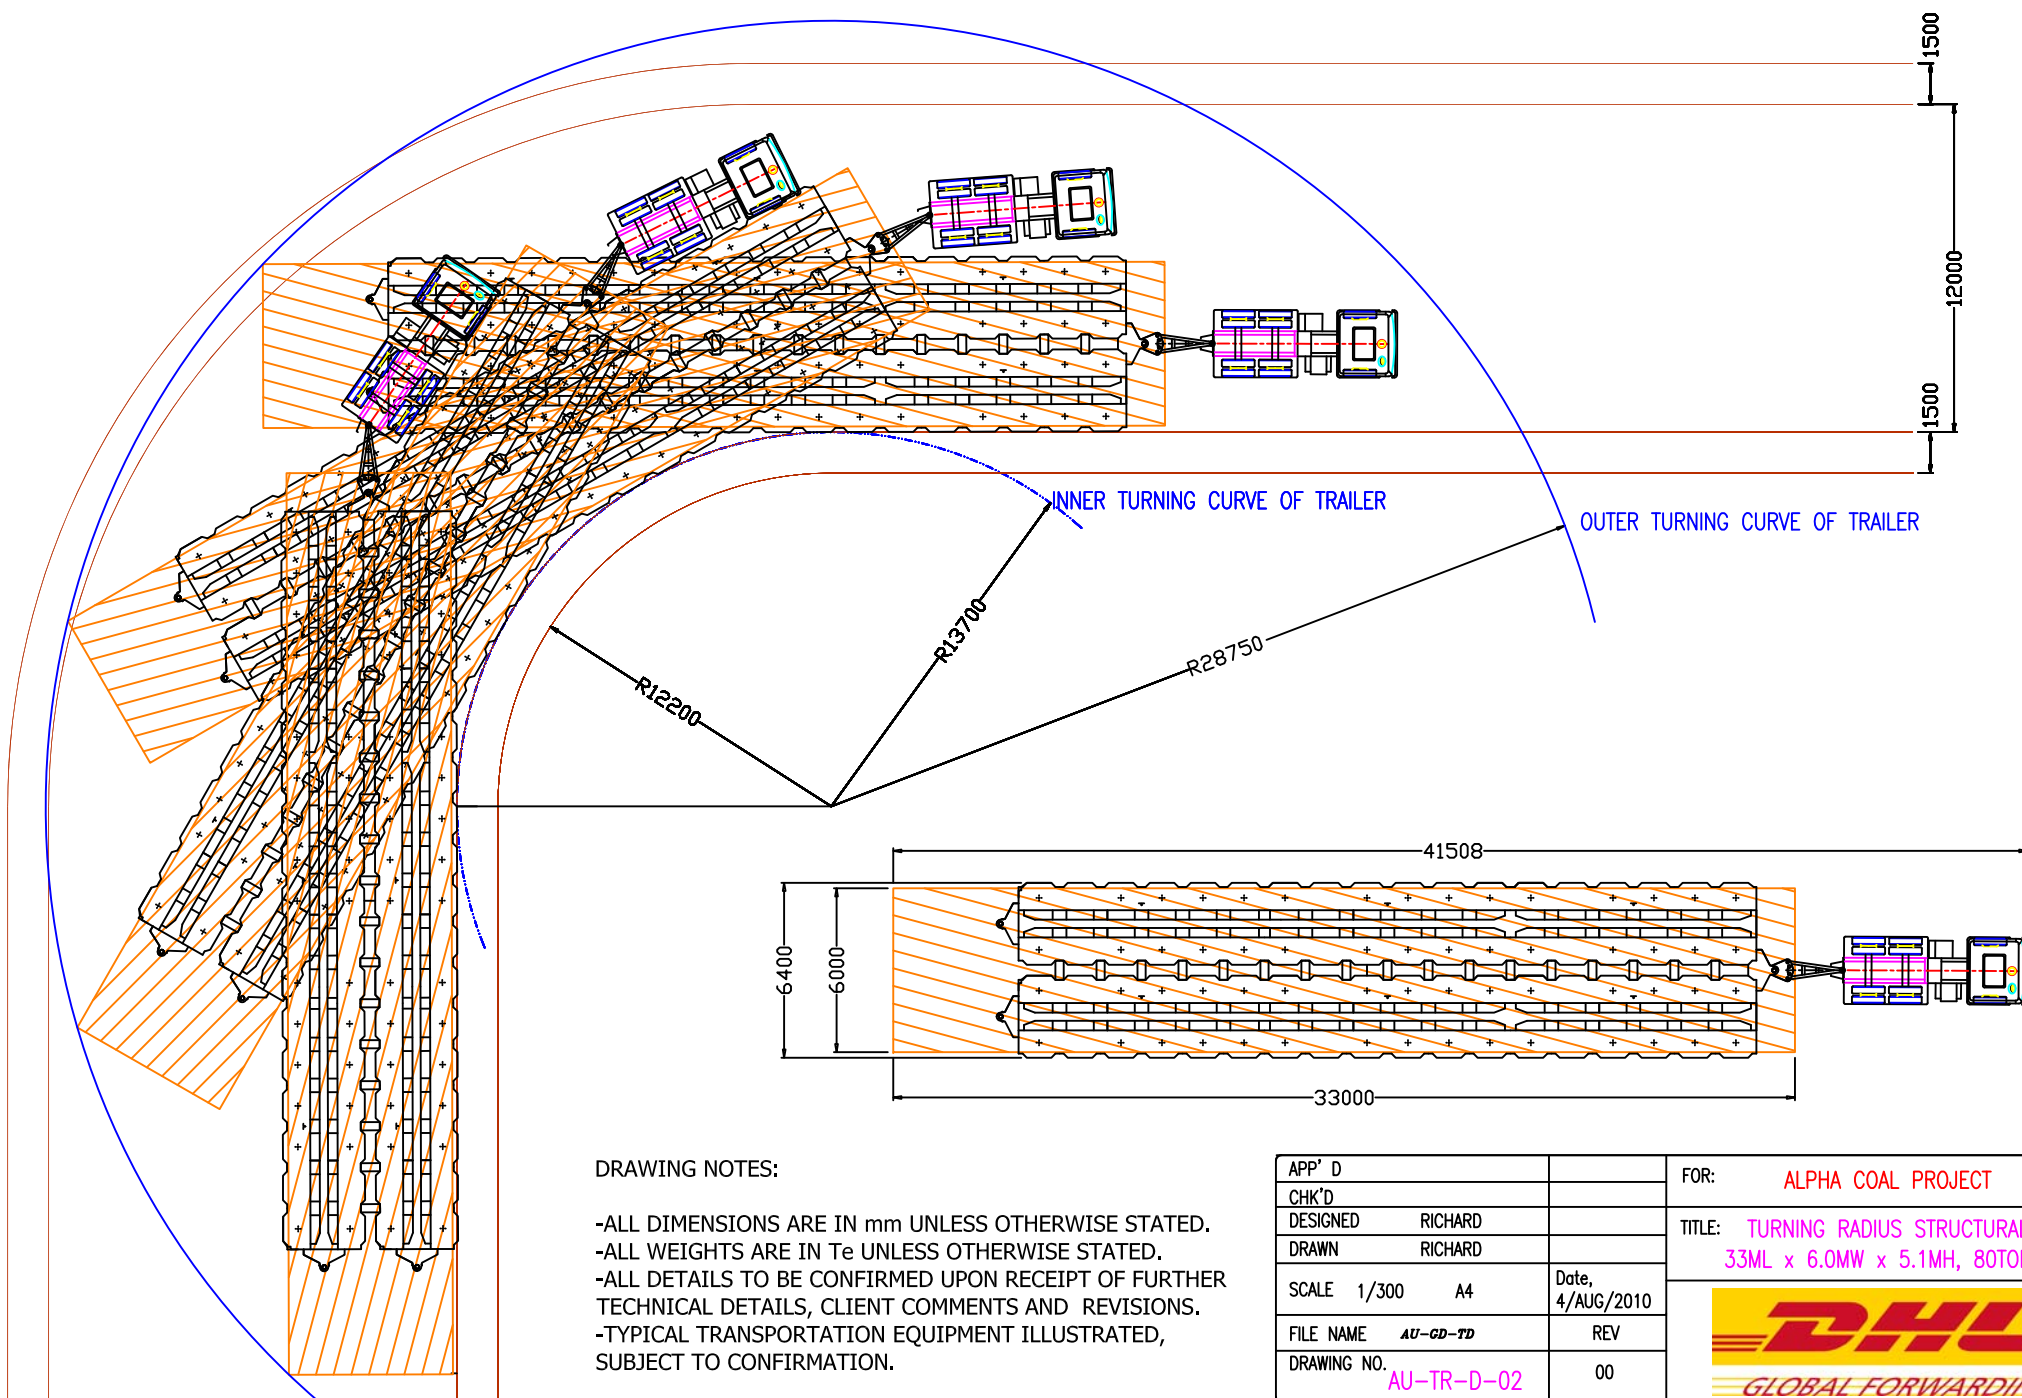 1500
12000
1500
INNER TURNING CURVE OF TRAILER
OUTER TURNING CURVE OF TRAILER
R13700
R28750
R12200
41508
6400
6000
33000
DRAWING NOTES:
-ALL DIMENSIONS ARE IN mm UNLESS OTHERWISE STATED.
-ALL WEIGHTS ARE IN Te UNLESS OTHERWISE STATED.
-ALL DETAILS TO BE CONFIRMED UPON RECEIPT OF FURTHER
TECHNICAL DETAILS, CLIENT COMMENTS AND REVISIONS.
-TYPICAL TRANSPORTATION EQUIPMENT ILLUSTRATED,
SUBJECT TO CONFIRMATION.
APP' D
CHK'D
DESIGNED RICHARD
DRAWN RICHARD
SCALE 1/300 A4
Date,
4/AUG/2010
FILE NAME AU-GD-TD
REV
DRAWING NO. AU-TR-D-02
00
FOR: ALPHA COAL PROJECT
TITLE: TURNING RADIUS STRUCTURAL
33ML x 6.0MW x 5.1MH, 80TO
DHL
GLOBAL FORWARDIN